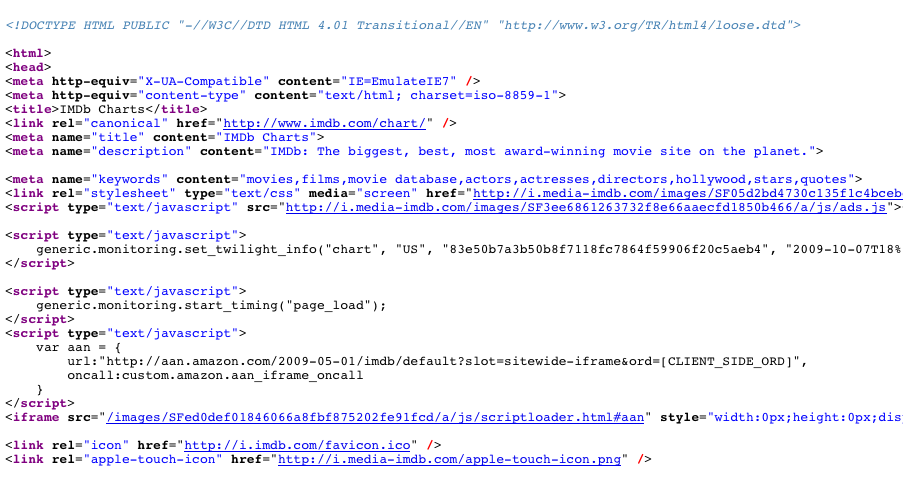 <!DOCTYPE HTML PUBLIC "-//W3C//DTD HTML 4.01 Transitional//EN" "http://www.w3.org/TR/html4/loose.dtd">
<html>
<head>
<meta http-equiv="X-UA-Compatible" content="IE=EmulateIE7" />
<meta http-equiv="content-type" content="text/html; charset=iso-8859-1">
<title>IMDb Charts</title>
<link rel="canonical" href="http://www.imdb.com/chart/" />
<meta name="title" content="IMDb Charts">
<meta name="description" content="IMDb: The biggest, best, most award-winning movie site on the planet.">
<meta name="keywords" content="movies,films,movie database,actors,actresses,directors,hollywood,stars,quotes">
<link rel="stylesheet" type="text/css" media="screen" href="http://i.media-imdb.com/images/SF05d2bd4730c135f1c4bceb
<script type="text/javascript" src="http://i.media-imdb.com/images/SF3ee6861263732f8e66aaecfd1850b466/a/js/ads.js">
<script type="text/javascript">
    generic.monitoring.set_twilight_info("chart", "US", "83e50b7a3b50b8f7118fc7864f59906f20c5aeb4", "2009-10-07T18%
</script>
<script type="text/javascript">
    generic.monitoring.start_timing("page_load");
</script>
<script type="text/javascript">
    var aan = {
        url:"http://aan.amazon.com/2009-05-01/imdb/default?slot=sitewide-iframe&ord=[CLIENT_SIDE_ORD]",
        oncall:custom.amazon.aan_iframe_oncall
    }
</script>
<iframe src="/images/SFed0def01846066a8fbf875202fe91fcd/a/js/scriptloader.html#aan" style="width:0px;height:0px;dis
<link rel="icon" href="http://i.imdb.com/favicon.ico" />
<link rel="apple-touch-icon" href="http://i.media-imdb.com/apple-touch-icon.png" />